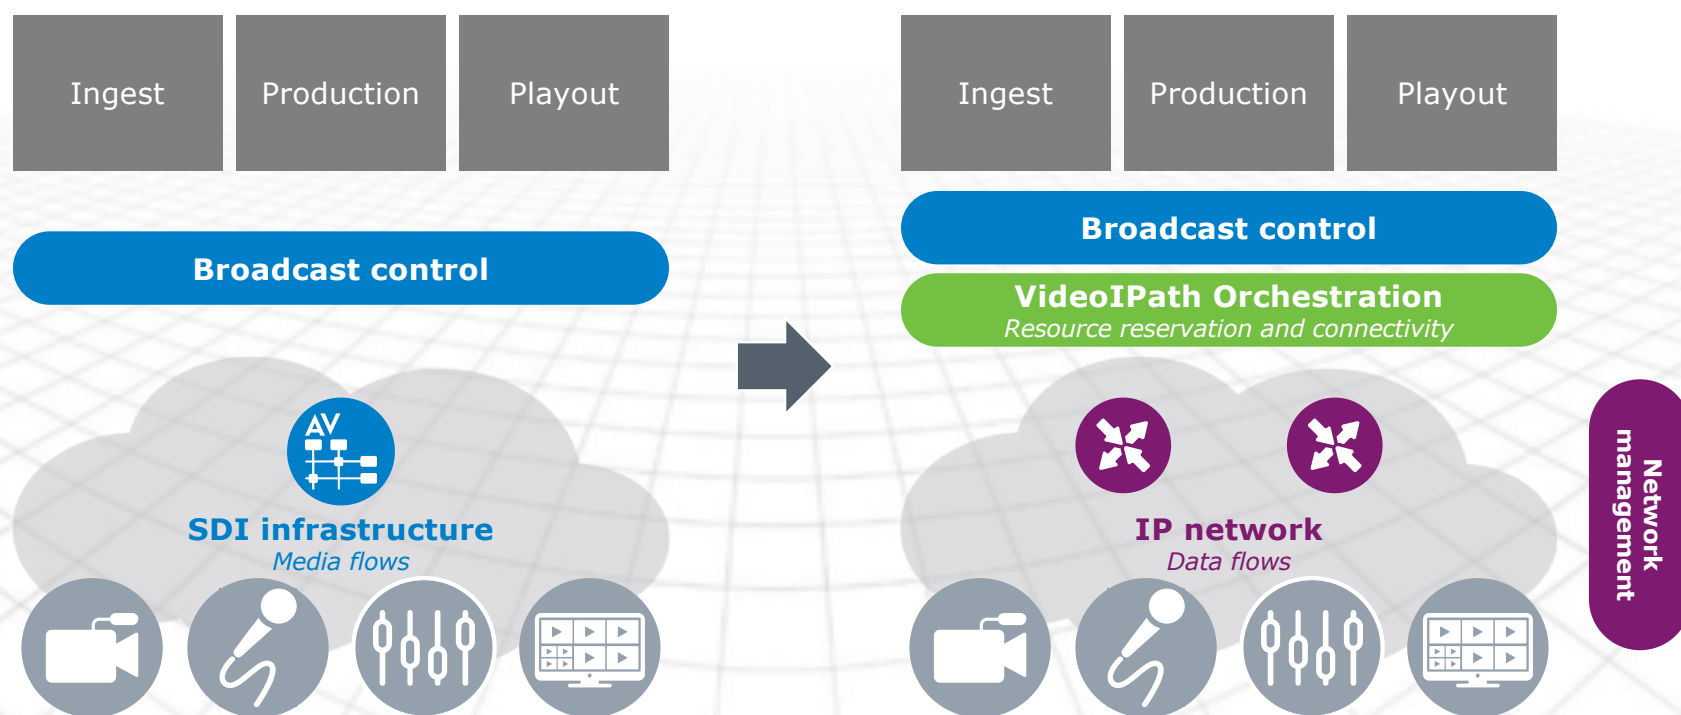 Ingest
Production
Playout
Broadcast control
AV
SDI infrastructure
Media flows
Ingest
Production
Playout
Broadcast control
VideoIPath Orchestration
Resource reservation and connectivity
IP network
Data flows
Network
management